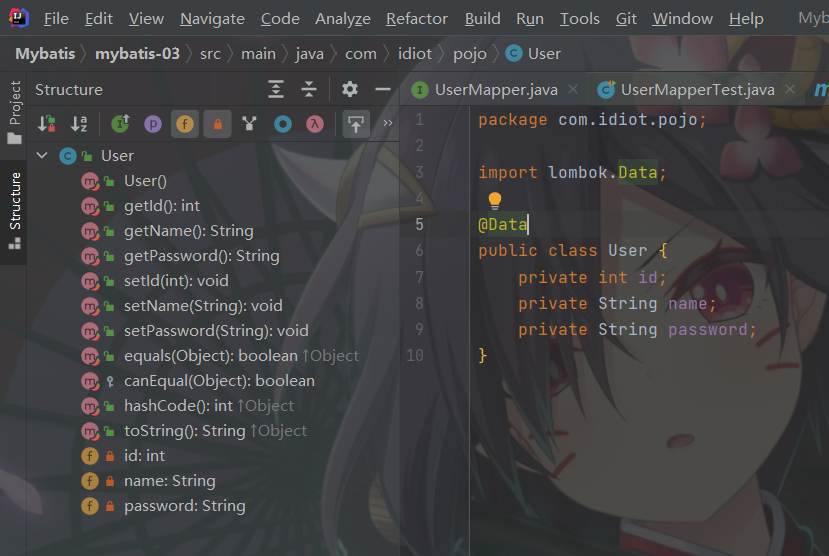 File Edit View Navigate Code Analyze Refactor Build Run Tools Git Window Help Myb
Mybatis mybatis-03 src main java com idiot pojo User
Project
Structure
Structure
User
User()
getId(): int
getName(): String
getPassword(): String
setId(int): void
setName(String): void
setPassword(String): void
equals(Object): boolean ↑Object
canEqual(Object): boolean
hashCode(): int ↑Object
toString(): String ↑Object
id: int
name: String
password: String
UserMapper.java UserMapperTest.java
1 package com.idiot.pojo;
2
3 import lombok.Data;
4
5 @Data
6 public class User {
7 private int id;
8 private String name;
9 private String password;
10 }